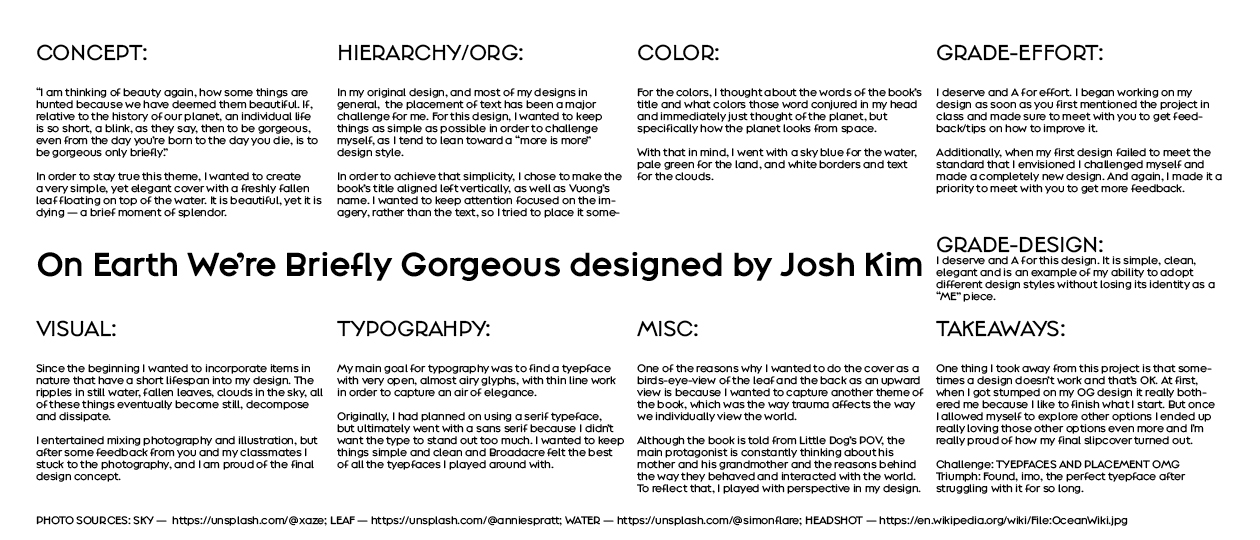 CONCEPT:
“I am thinking of beauty again, how some things are
hunted because we have deemed them beautiful. If,
relative to the history of our planet, an individual life
is so short, a blink, as they say, then to be gorgeous,
even from the day you’re born to the day you die, is to
be gorgeous only briefly.”
In order to stay true this theme, I wanted to create
a very simple, yet elegant cover with a freshly fallen
leaf floating on top of the water. It is beautiful, yet it is
dying — a brief moment of splendor.
HIERARCHY/ORG:
In my original design, and most of my designs in
general,  the placement of text has been a major
challenge for me. For this design, I wanted to keep
things as simple as possible in order to challenge
myself, as I tend to lean toward a “more is more”
design style.
In order to achieve that simplicity, I chose to make the
book’s title aligned left vertically, as well as Vuong’s
name. I wanted to keep attention focused on the im-
agery, rather than the text, so I tried to place it some-
COLOR:
For the colors, I thought about the words of the book’s
title and what colors those word conjured in my head
and immediately just thought of the planet, but
specifically how the planet looks from space.
With that in mind, I went with a sky blue for the water,
pale green for the land, and white borders and text
for the clouds.
GRADE-EFFORT:
I deserve and A for effort. I began working on my
design as soon as you first mentioned the project in
class and made sure to meet with you to get feed-
back/tips on how to improve it.
Additionally, when my first design failed to meet the
standard that I envisioned I challenged myself and
made a completely new design. And again, I made it a
priority to meet with you to get more feedback.
On Earth We’re Briefly Gorgeous designed by Josh Kim
GRADE-DESIGN:
I deserve and A for this design. It is simple, clean,
elegant and is an example of my ability to adopt
different design styles without losing its identity as a
“ME” piece.
VISUAL:
Since the beginning I wanted to incorporate items in
nature that have a short lifespan into my design. The
ripples in still water, fallen leaves, clouds in the sky, all
of these things eventually become still, decompose
and dissipate.
I entertained mixing photography and illustration, but
after some feedback from you and my classmates I
stuck to the photography, and I am proud of the final
design concept.
TYPOGRAHPY:
My main goal for typography was to find a tyepface
with very open, almost airy glyphs, with thin line work
in order to capture an air of elegance.
Originally, I had planned on using a serif typeface,
but ultimately went with a sans serif because I didn’t
want the type to stand out too much. I wanted to keep
things simple and clean and Broadacre felt the best
of all the tyepfaces I played around with.
MISC:
One of the reasons why I wanted to do the cover as a
birds-eye-view of the leaf and the back as an upward
view is because I wanted to capture another theme of
the book, which was the way trauma affects the way
we individually view the world.
Although the book is told from Little Dog’s POV, the
main protagonist is constantly thinking about his
mother and his grandmother and the reasons behind
the way they behaved and interacted with the world.
To reflect that, I played with perspective in my design.
TAKEAWAYS:
One thing I took away from this project is that some-
times a design doesn’t work and that’s OK. At first,
when I got stumped on my OG design it really both-
ered me because I like to finish what I start. But once
I allowed myself to explore other options I ended up
really loving those other options even more and I’m
really proud of how my final slipcover turned out.
Challenge: TYEPFACES AND PLACEMENT OMG
Triumph: Found, imo, the perfect tyepface after
struggling with it for so long.
PHOTO SOURCES: SKY —  https://unsplash.com/@xaze; LEAF — https://unsplash.com/@anniespratt; WATER — https://unsplash.com/@simonflare; HEADSHOT — https://en.wikipedia.org/wiki/File:OceanWiki.jpg